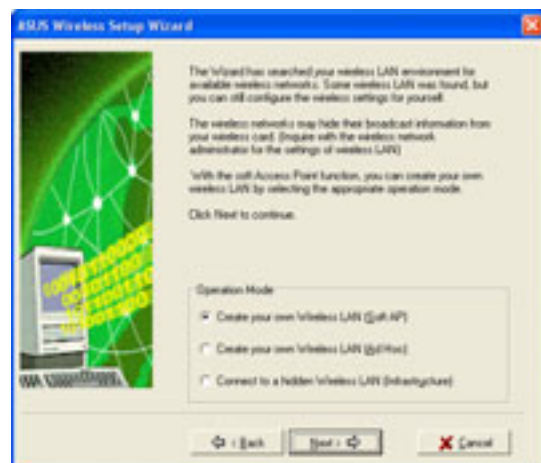 ASUS Wireless Setup Wizard
The Wizard has searched your wireless LAN environment for
available wireless networks. Some wireless LAN was found, but
you can still configure the wireless settings for yourself.
The wireless networks may hide their broadcast information from
your wireless card. (Inquire with the wireless network
administrator for the settings of wireless LAN)
With the soft Access Point function, you can create your own
wireless LAN by selecting the appropriate operation mode.
Click Next to continue.
Operation Mode
Create your own Wireless LAN (Soft AP)
Create your own Wireless LAN (Ad Hoc)
Connect to a hidden Wireless LAN (Infrastructure)
< Back
Next >
Cancel